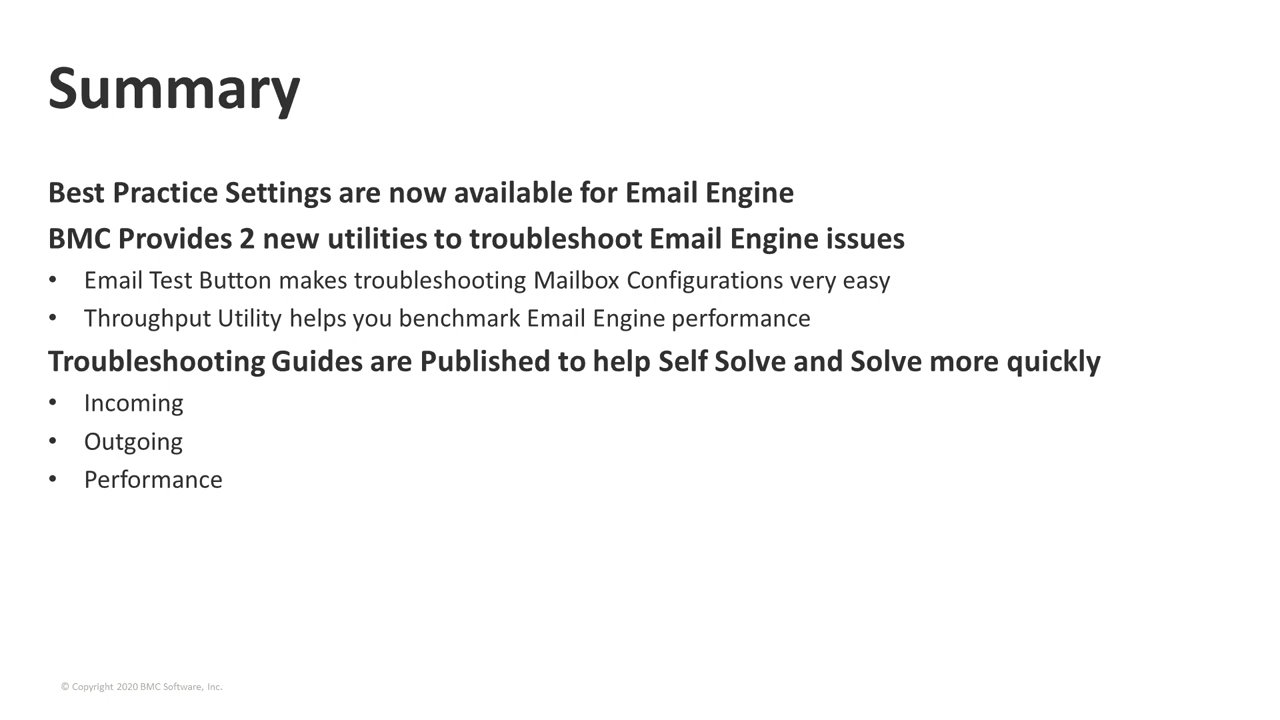 Summary
Best Practice Settings are now available for Email Engine
BMC Provides 2 new utilities to troubleshoot Email Engine issues
• Email Test Button makes troubleshooting Mailbox Configurations very easy
• Throughput Utility helps you benchmark Email Engine performance
Troubleshooting Guides are Published to help Self Solve and Solve more quickly
• Incoming
• Outgoing
• Performance
© Copyright 2020 BMC Software, Inc.